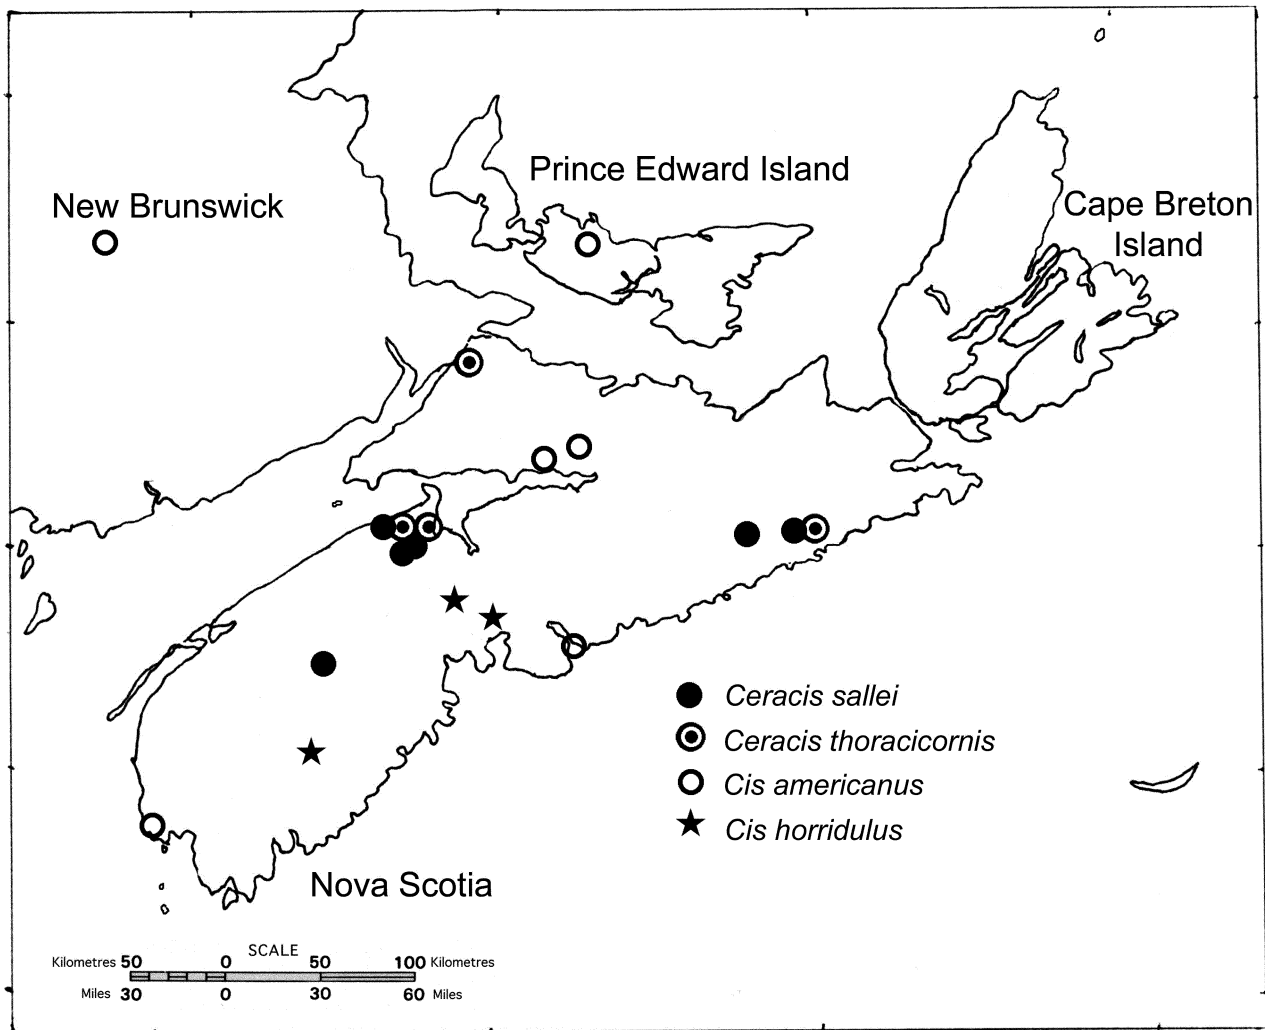 Prince Edward Island
New Brunswick
Cape Breton
Island
Ceracis sallei
Ceracis thoracicornis
Cis americanus
Cis horridulus
Nova Scotia
SCALE
Kilometres 50 0 50 100 Kilometres
Miles 30 0 30 60 Miles